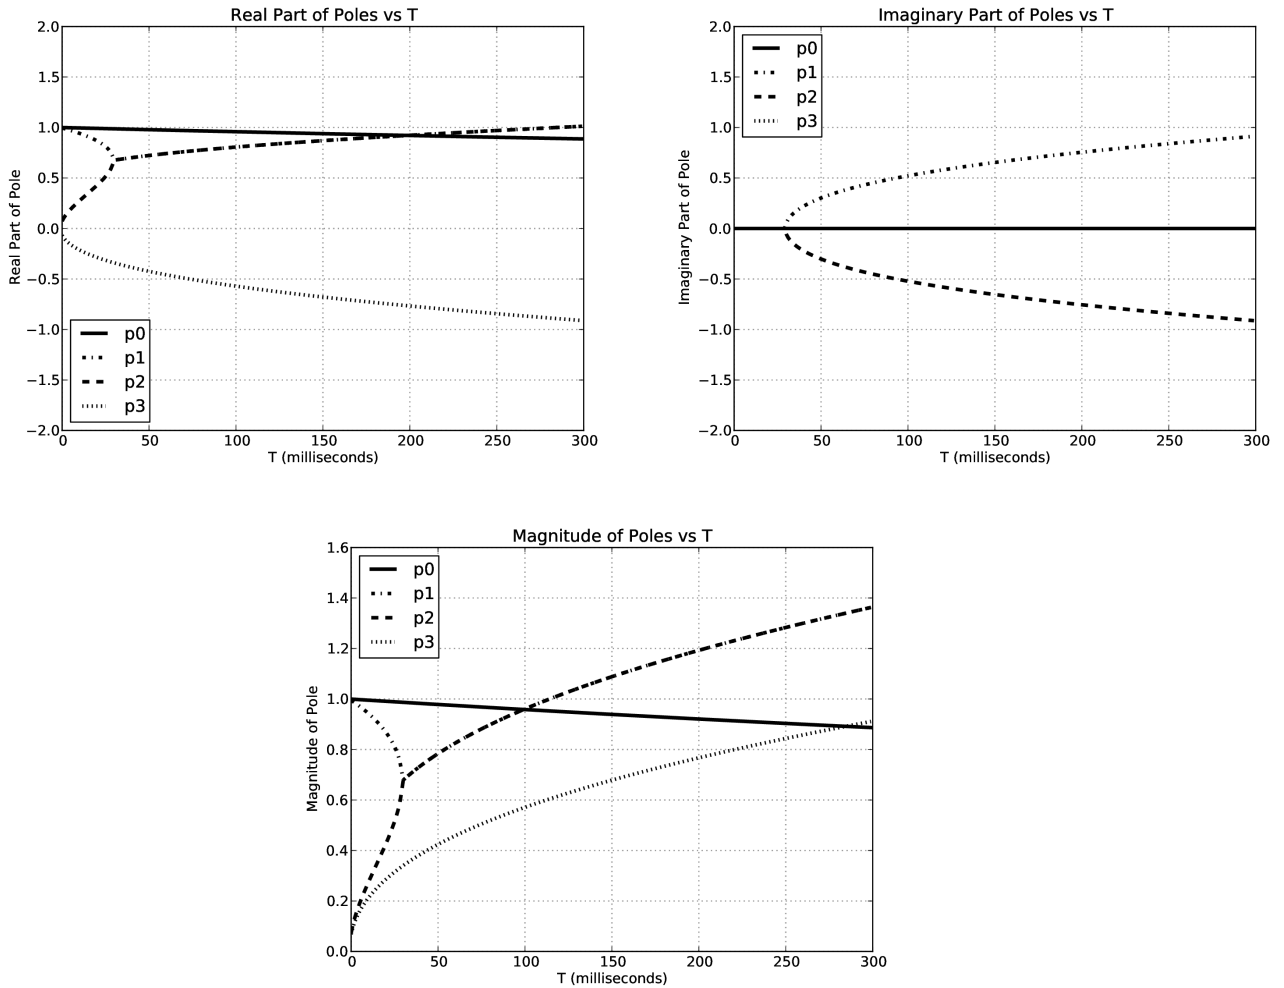 Real Part of Poles vs T
2.0
1.5
1.0
0.5
0.0
−0.5
−1.0
−1.5
−2.0
Real Part of Pole
p0
p1
p2
p3
0 50 100 150 200 250 300
T (milliseconds)
Imaginary Part of Poles vs T
2.0
1.5
1.0
0.5
0.0
−0.5
−1.0
−1.5
−2.0
Imaginary Part of Pole
p0
p1
p2
p3
0 50 100 150 200 250 300
T (milliseconds)
Magnitude of Poles vs T
1.6
1.4
1.2
1.0
0.8
0.6
0.4
0.2
0.0
Magnitude of Pole
p0
p1
p2
p3
0 50 100 150 200 250 300
T (milliseconds)